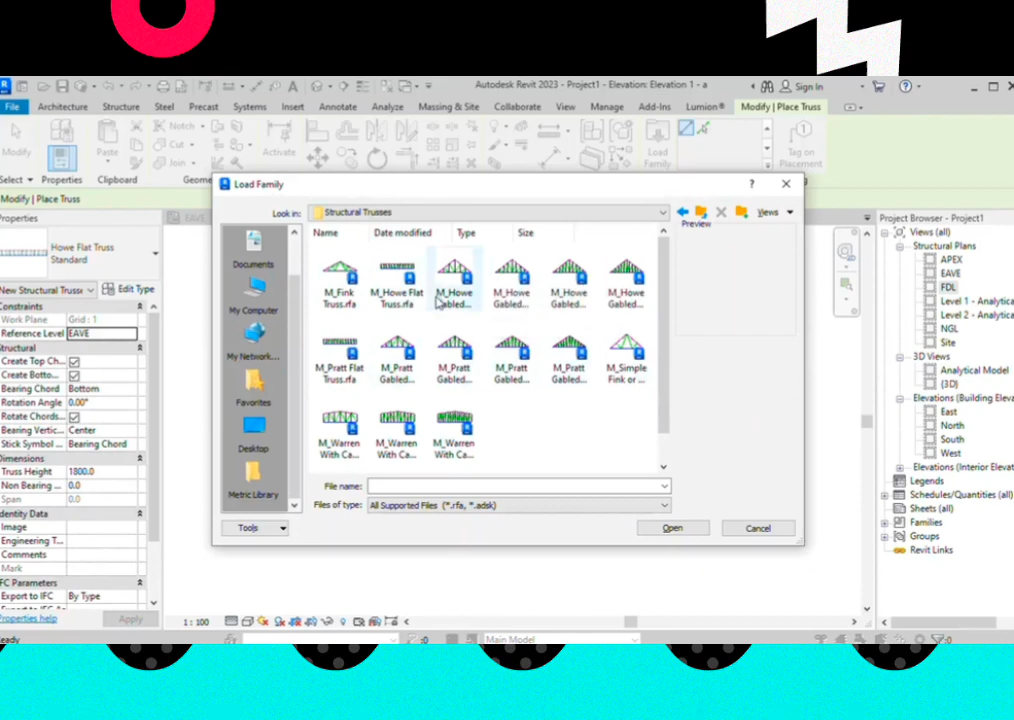 Autodesk Revit 2023 - Project1 - Elevation: Elevation 1 - a
Sign In
File Architecture Structure Steel Precast Systems Insert Annotate Analyze Massing & Site Collaborate View Manage Add-Ins Lumion® Modify | Place Truss
Modify
Paste
Notch
Cut
Join
Activate
Load
Family
Tag on
Placement
Select Properties Clipboard Geome
Modify | Place Truss
Properties
Howe Flat Truss
Standard
New Structural Trusse Edit Type
Constraints
Work Plane Grid : 1
Reference Level EAVE
Structural
Create Top Ch...
Create Botto...
Bearing Chord Bottom
Rotation Angle 0.00°
Rotate Chords...
Bearing Vertic... Center
Stick Symbol ... Bearing Chord
Dimensions
Truss Height 1800.0
Non Bearing ... 0.0
Span 0.0
Identity Data
Image
Engineering T...
Comments
Mark
IFC Parameters
Export to IFC By Type
Properties help Apply
Ready
EAVE
Load Family
?
Look in: Structural Trusses
Views
Preview
Name Date modified Type Size
Documents
My Computer
My Network...
Favorites
Desktop
Metric Library
M_Fink
Truss.rfa
M_Howe Flat
Truss.rfa
M_Howe
Gabled...
M_Howe
Gabled...
M_Howe
Gabled...
M_Howe
Gabled...
M_Pratt Flat
Truss.rfa
M_Pratt
Gabled...
M_Pratt
Gabled...
M_Pratt
Gabled...
M_Pratt
Gabled...
M_Simple
Fink or ...
M_Warren
With Ca...
M_Warren
With Ca...
M_Warren
With Ca...
File name:
Files of type: All Supported Files (*.rfa, *.adsk)
Tools Open Cancel
Project Browser - Project1
Views (all)
Structural Plans
APEX
EAVE
FDL
Level 1 - Analytica
Level 2 - Analytica
NGL
Site
3D Views
Analytical Model
{3D}
Elevations (Building Eleva
East
North
South
West
Elevations (Interior Elevat
Legends
Schedules/Quantities (all)
Sheets (all)
Families
Groups
Revit Links
1 : 100
:0 Main Model :0